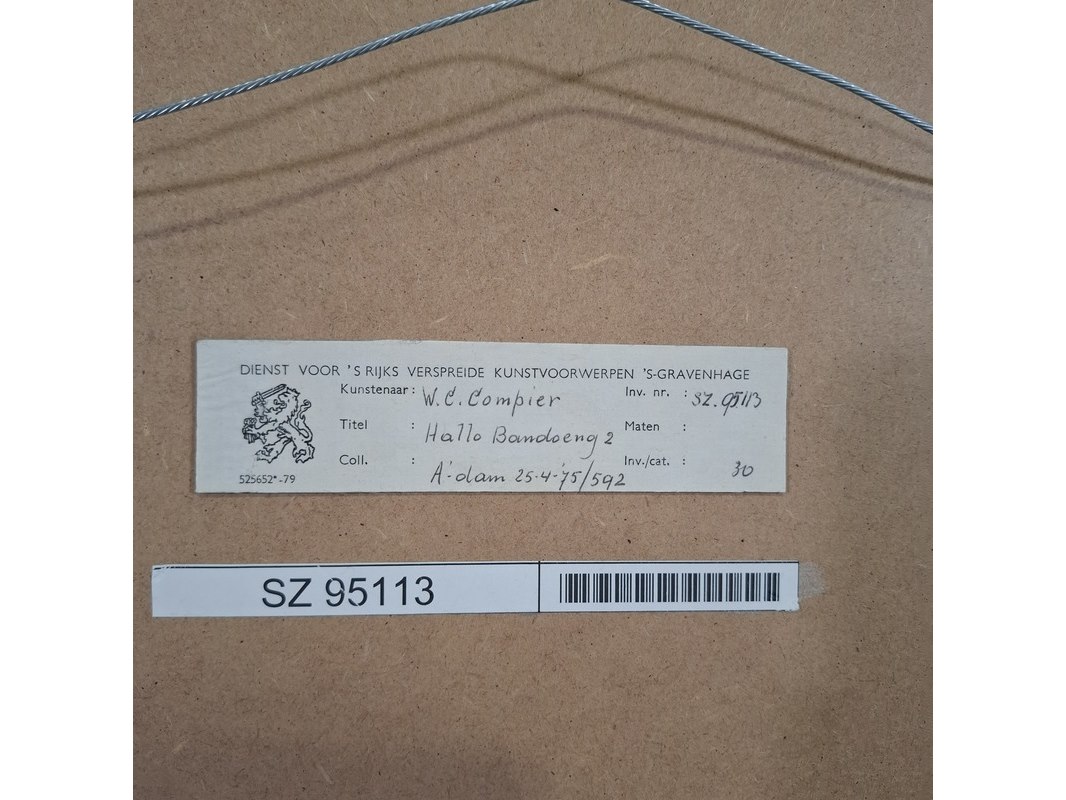 DIENST VOOR 'S RIJKS VERSPREIDE KUNSTVOORWERPEN 'S-GRAVENHAGE
Kunstenaar: W.C. Compier Inv. nr. : SZ. 95113
Titel : Hallo Bandoeng 2 Maten :
Coll. : A'dam 25-4-'75/592 Inv./cat. : 30
525652*-79
SZ 95113